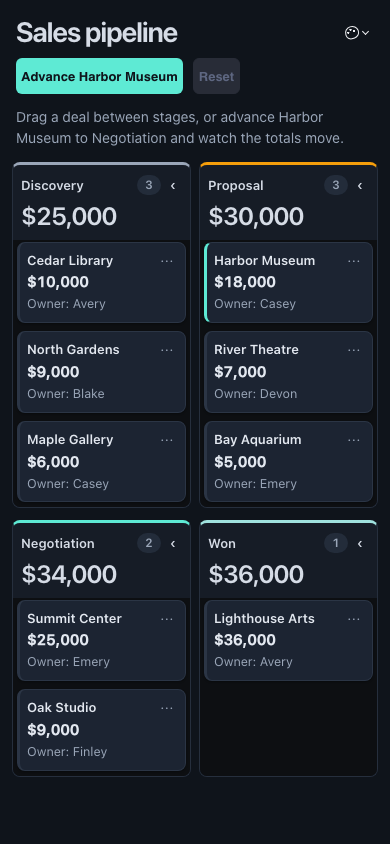 Sales pipeline
Advance Harbor Museum
Reset
Drag a deal between stages, or advance Harbor
Museum to Negotiation and watch the totals move.
Discovery
3
$25,000
Cedar Library
$10,000
Owner: Avery
North Gardens
$9,000
Owner: Blake
Maple Gallery
$6,000
Owner: Casey
Proposal
3
$30,000
Harbor Museum
$18,000
Owner: Casey
River Theatre
$7,000
Owner: Devon
Bay Aquarium
$5,000
Owner: Emery
Negotiation
2
$34,000
Summit Center
$25,000
Owner: Emery
Oak Studio
$9,000
Owner: Finley
Won
1
$36,000
Lighthouse Arts
$36,000
Owner: Avery